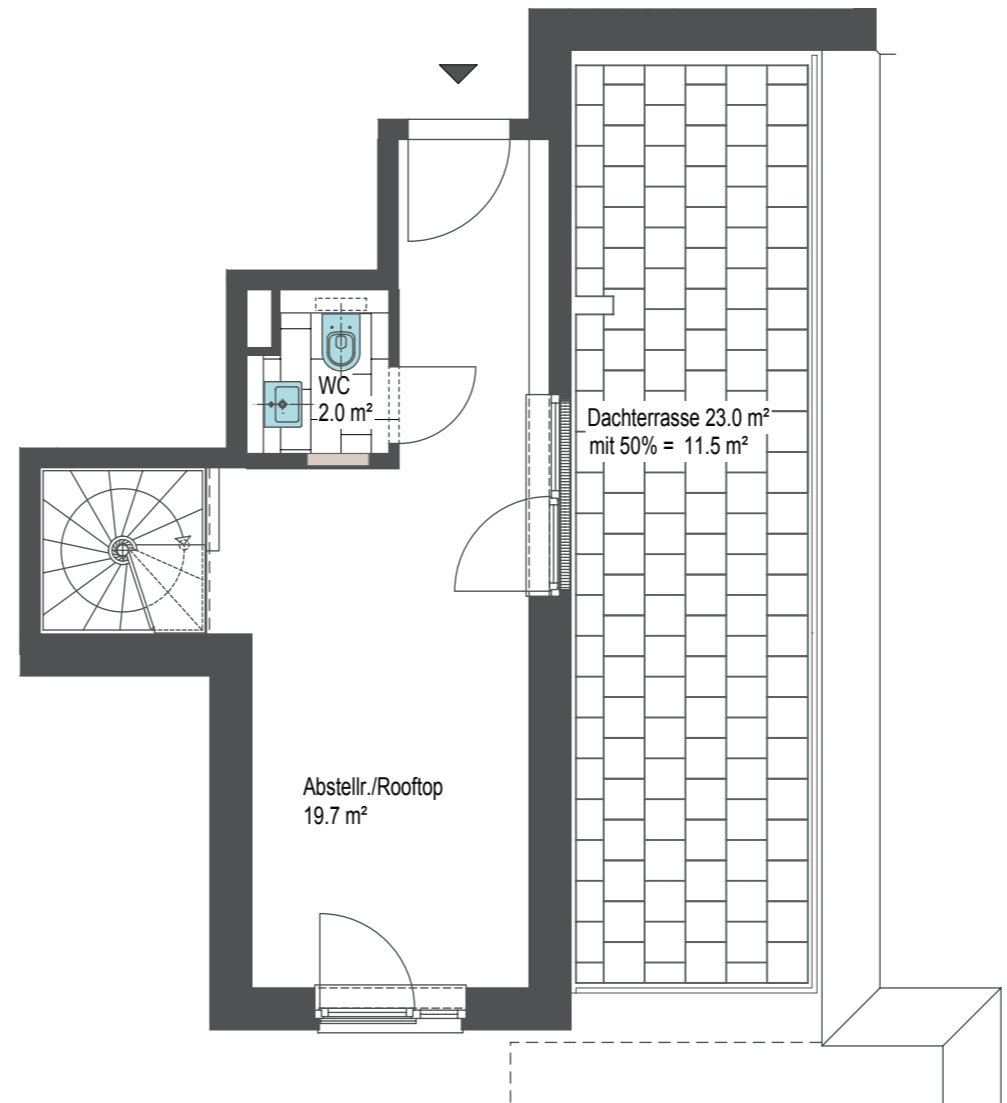 WC
2.0 m²
Dachterrasse 23.0 m²
mit 50% = 11.5 m²
Abstellr./Rooftop
19.7 m²